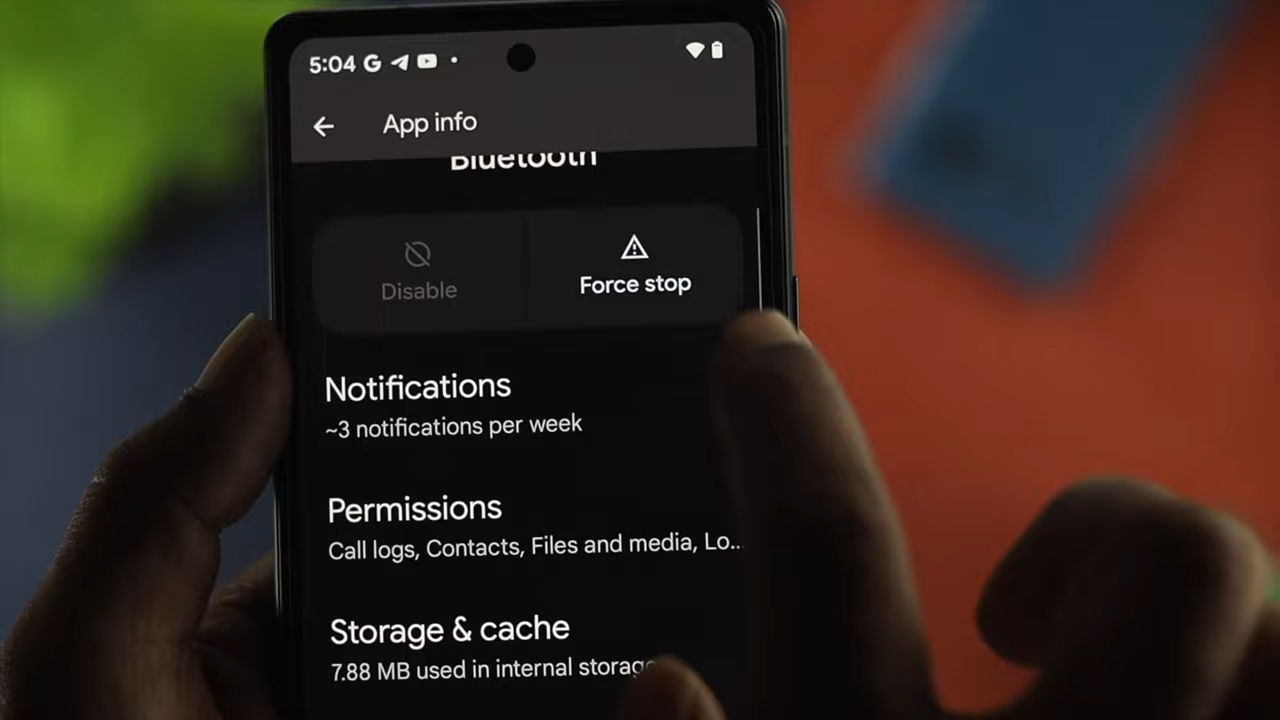 5:04
App info
Bluetooth
Disable
Force stop
Notifications
~3 notifications per week
Permissions
Call logs, Contacts, Files and media, Lo...
Storage & cache
7.88 MB used in internal storage